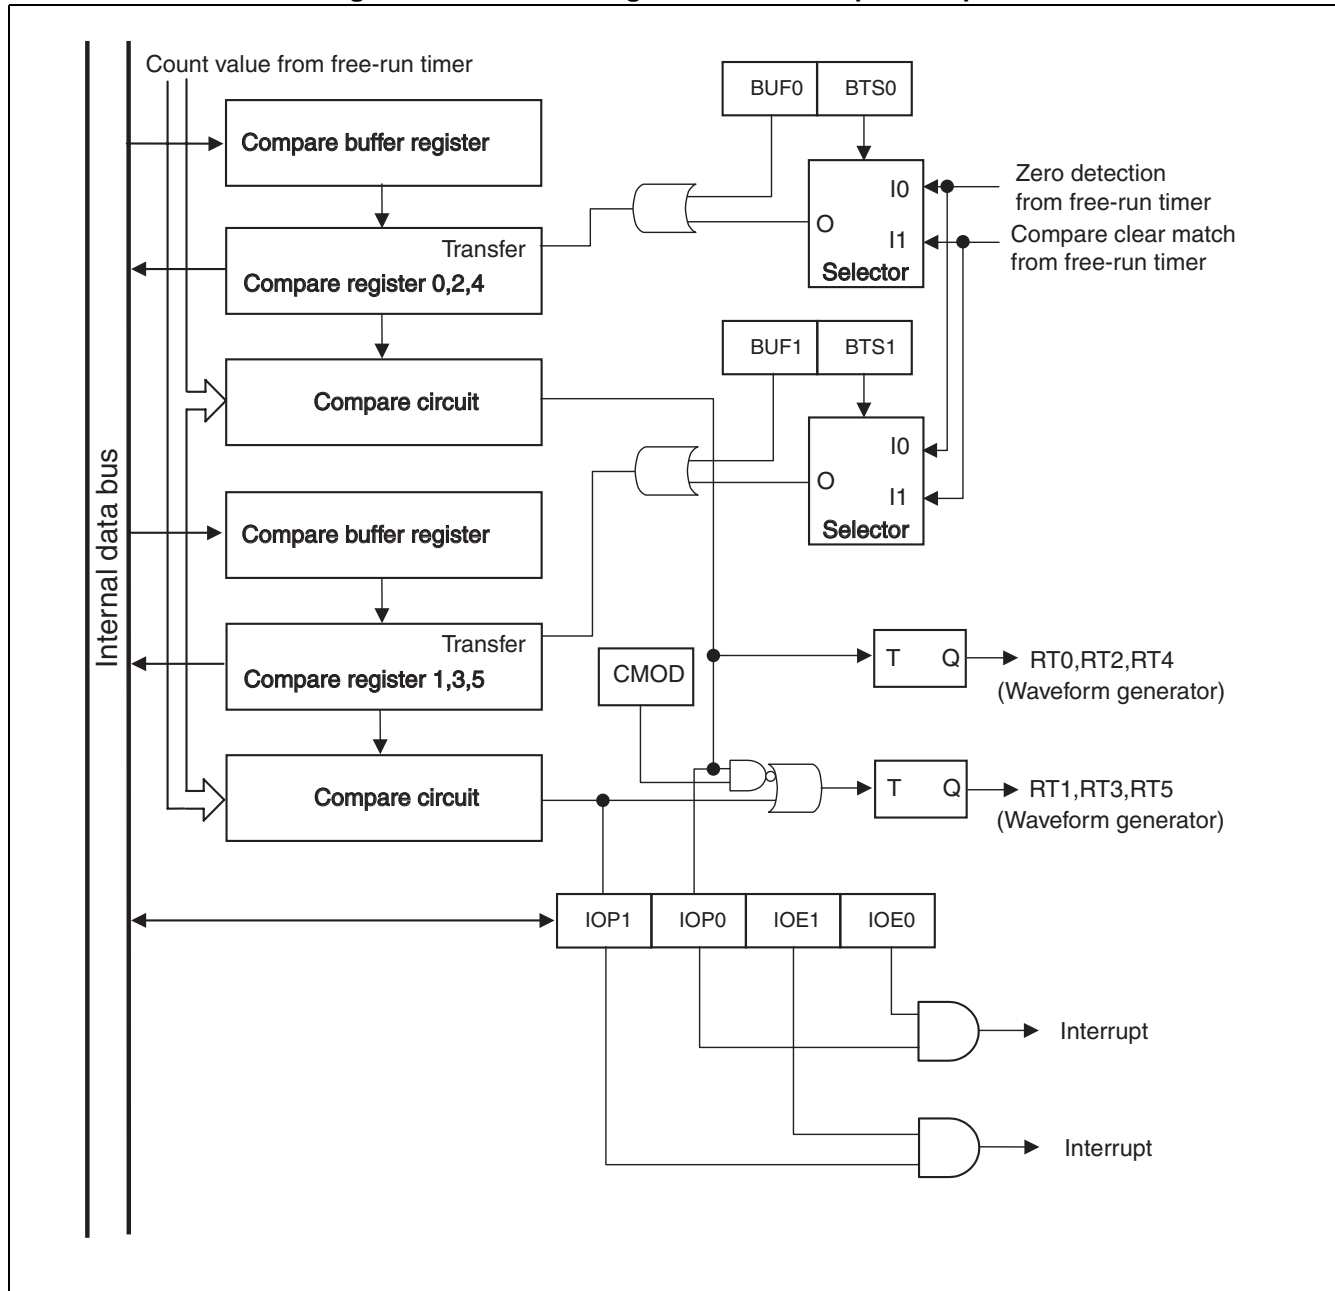 Count value from free-run timer
BUF0 BTS0
Compare buffer register
I0
Zero detection
from free-run timer
O
I1
Compare clear match
from free-run timer
Selector
Transfer
Compare register 0,2,4
BUF1 BTS1
Compare circuit
I0
O
I1
Selector
Internal data bus
Compare buffer register
Transfer
Compare register 1,3,5
CMOD
T Q
RT0,RT2,RT4
(Waveform generator)
Compare circuit
T Q
RT1,RT3,RT5
(Waveform generator)
IOP1 IOP0 IOE1 IOE0
Interrupt
Interrupt